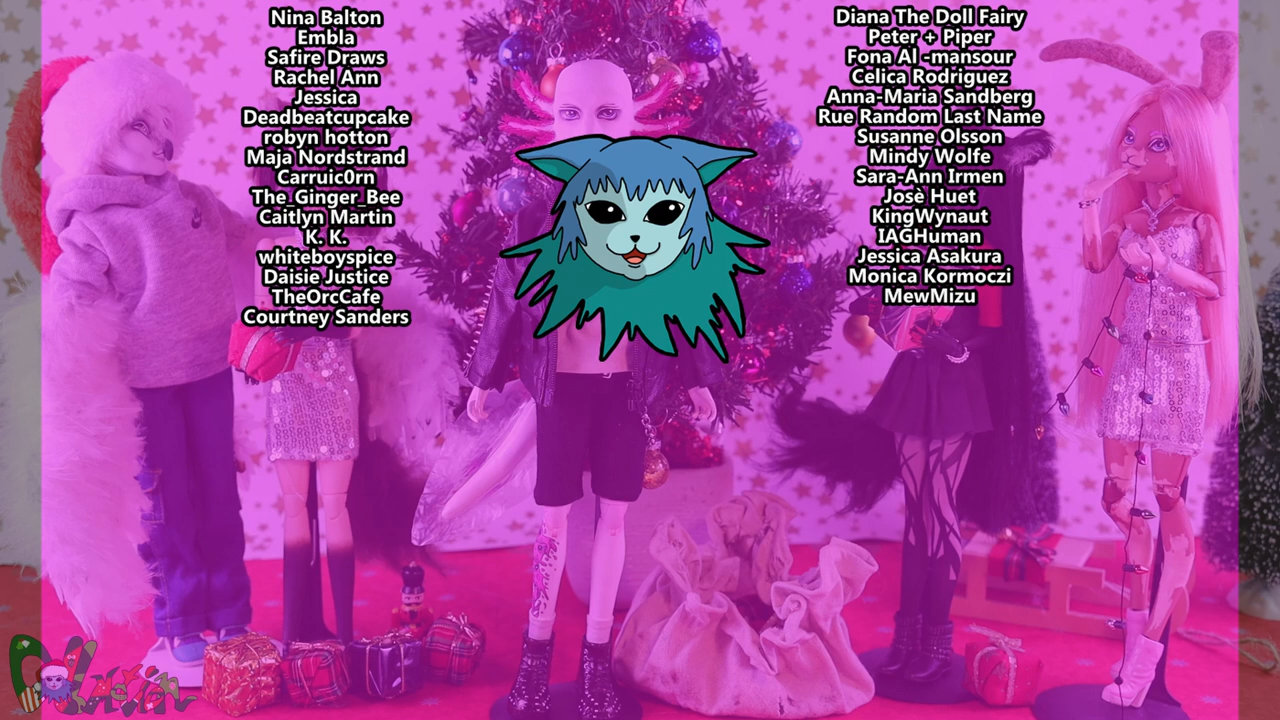 Nina Balton
Embla
Safire Draws
Rachel Ann
Jessica
Deadbeatcupcake
robyn hotton
Maja Nordstrand
Carruic0rn
The_Ginger_Bee
Caitlyn Martin
K. K.
whiteboyspice
Daisie Justice
TheOrcCafe
Courtney Sanders
Diana The Doll Fairy
Peter + Piper
Fona Al -mansour
Celica Rodriguez
Anna-Maria Sandberg
Rue Random Last Name
Susanne Olsson
Mindy Wolfe
Sara-Ann Irmen
Josè Huet
KingWynaut
IAGHuman
Jessica Asakura
Monica Kormoczi
MewMizu